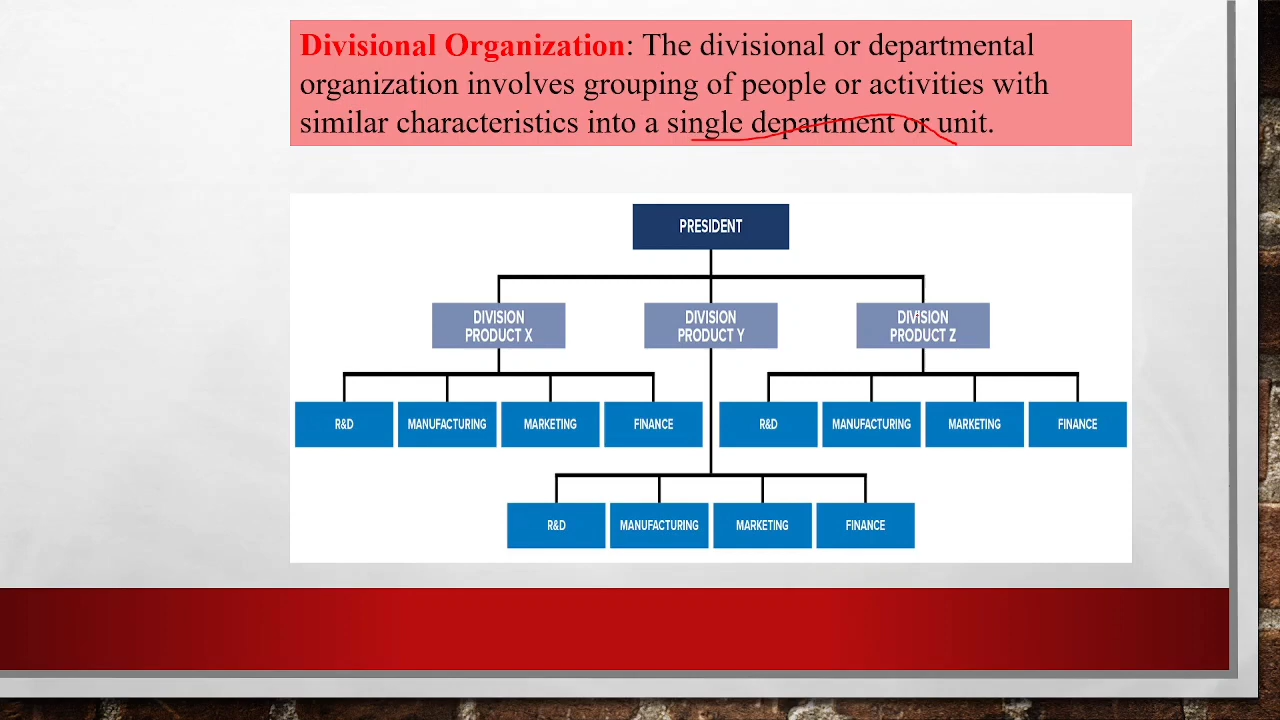 Divisional Organization: The divisional or departmental
organization involves grouping of people or activities with
similar characteristics into a single department or unit.
PRESIDENT
DIVISION
PRODUCT X
DIVISION
PRODUCT Y
DIVISION
PRODUCT Z
R&D
MANUFACTURING
MARKETING
FINANCE
R&D
MANUFACTURING
MARKETING
FINANCE
R&D
MANUFACTURING
MARKETING
FINANCE